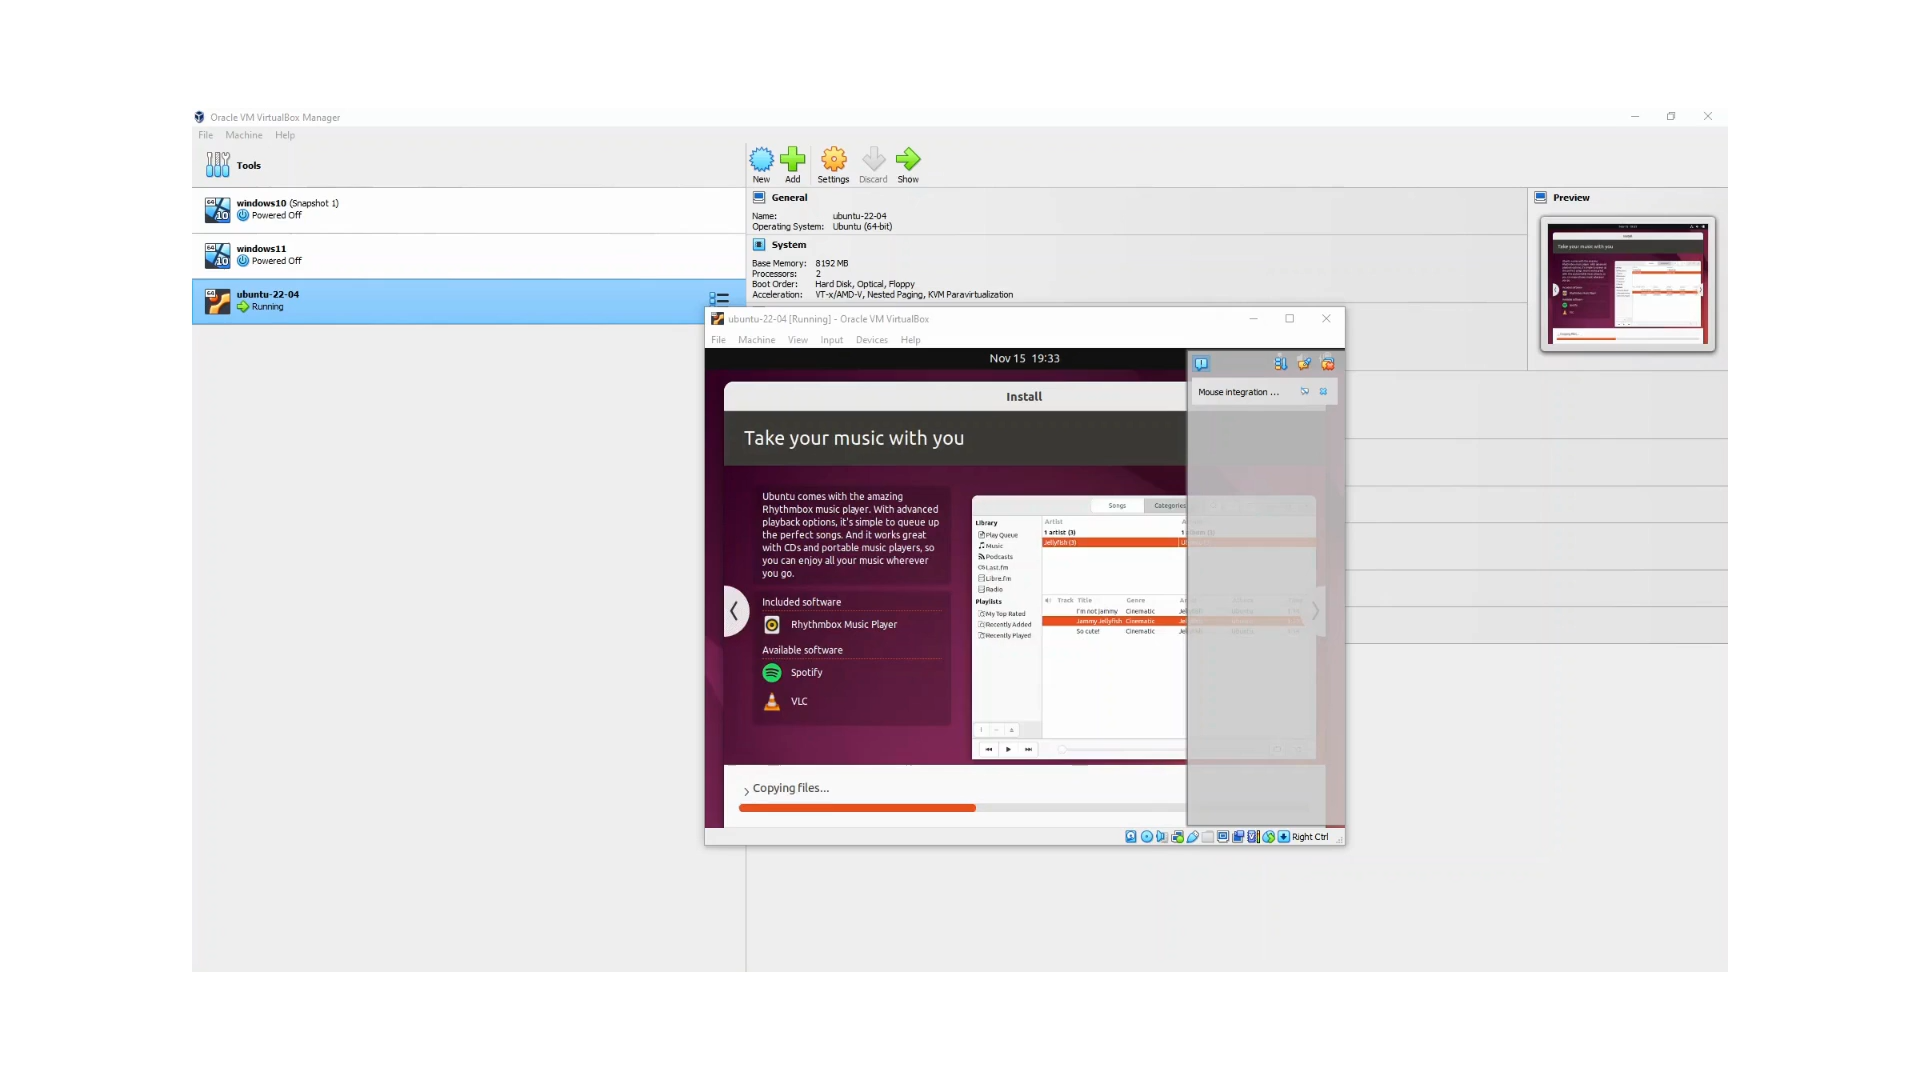 Oracle VM VirtualBox Manager
File Machine Help
Tools
New Add Settings Discard Show
windows10 (Snapshot 1)
Powered Off
windows11
Powered Off
ubuntu-22-04
Running
General
Name: ubuntu-22-04
Operating System: Ubuntu (64-bit)
System
Base Memory: 8192 MB
Processors: 2
Boot Order: Hard Disk, Optical, Floppy
Acceleration: VT-x/AMD-V, Nested Paging, KVM Paravirtualization
Preview
ubuntu-22-04 [Running] - Oracle VM VirtualBox
File Machine View Input Devices Help
Nov 15 19:33
Mouse integration ...
Install
Take your music with you
Ubuntu comes with the amazing
Rhythmbox music player. With advanced
playback options, it's simple to queue up
the perfect songs. And it works great
with CDs and portable music players, so
you can enjoy all your music wherever
you go.
Included software
Rhythmbox Music Player
Available software
Spotify
VLC
Songs Categories
Library
Play Queue
Music
Podcasts
Last.fm
Libre.fm
Radio
Playlists
My Top Rated
Recently Added
Recently Played
Artist
1 artist (3)
Jellyfish (3)
Track Title Genre
I'm not Jammy Cinematic
Jammy Jellyfish Cinematic
So cute! Cinematic
Copying files...
Right Ctrl